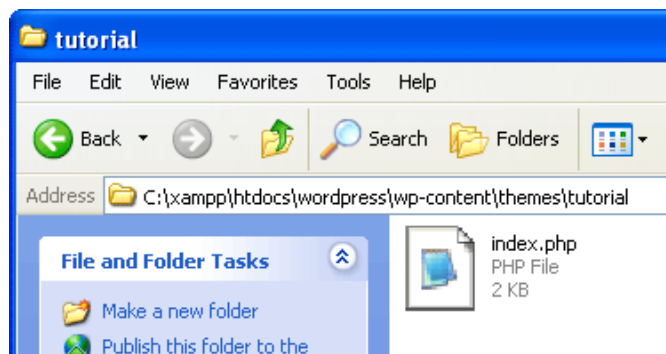 tutorial
File Edit View Favorites Tools Help
Back Search Folders
Address C:\xampp\htdocs\wordpress\wp-content\themes\tutorial
File and Folder Tasks
Make a new folder
Publish this folder to the
index.php
PHP File
2 KB